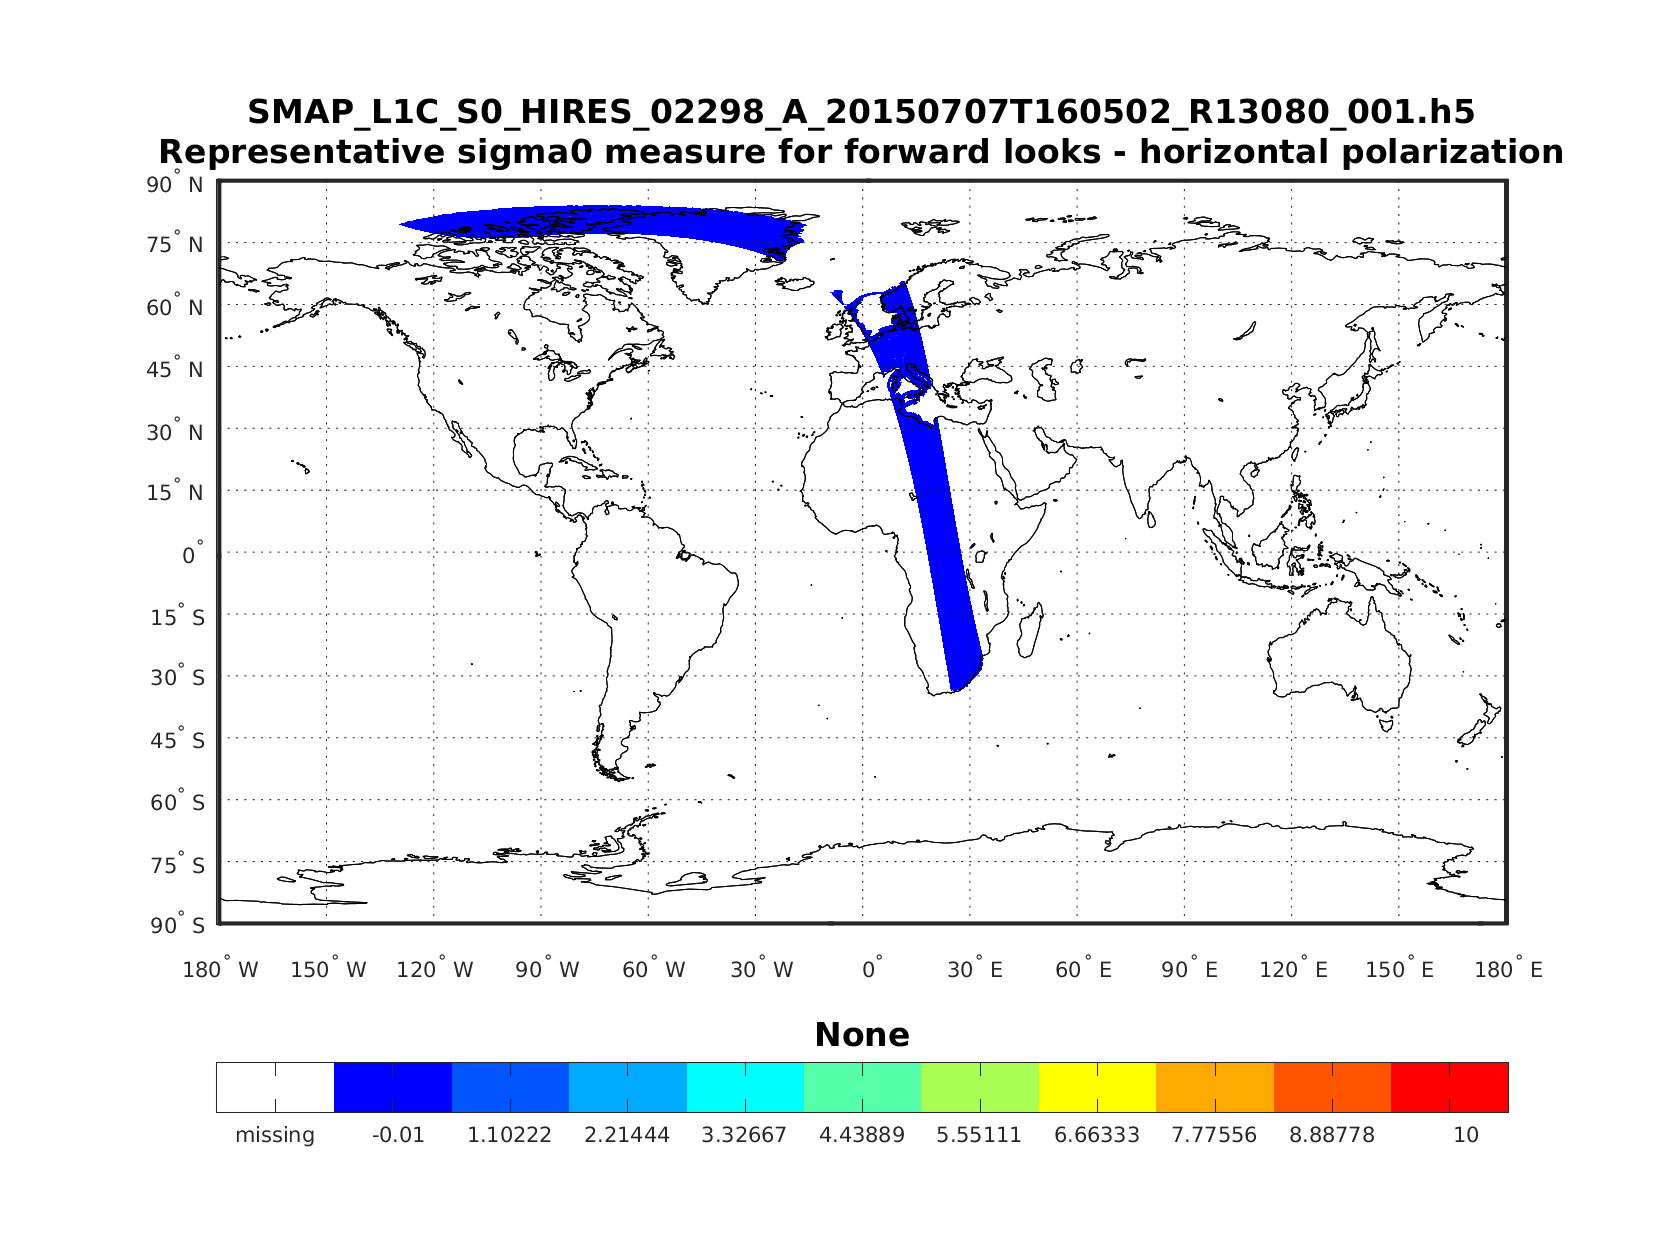 SMAP_L1C_S0_HIRES_02298_A_20150707T160502_R13080_001.h5
Representative sigma0 measure for forward looks - horizontal polarization
90° N
75° N
60° N
45° N
30° N
15° N
0°
15° S
30° S
45° S
60° S
75° S
90° S
180° W 150° W 120° W 90° W 60° W 30° W 0° 30° E 60° E 90° E 120° E 150° E 180° E
None
missing -0.01 1.10222 2.21444 3.32667 4.43889 5.55111 6.66333 7.77556 8.88778 10